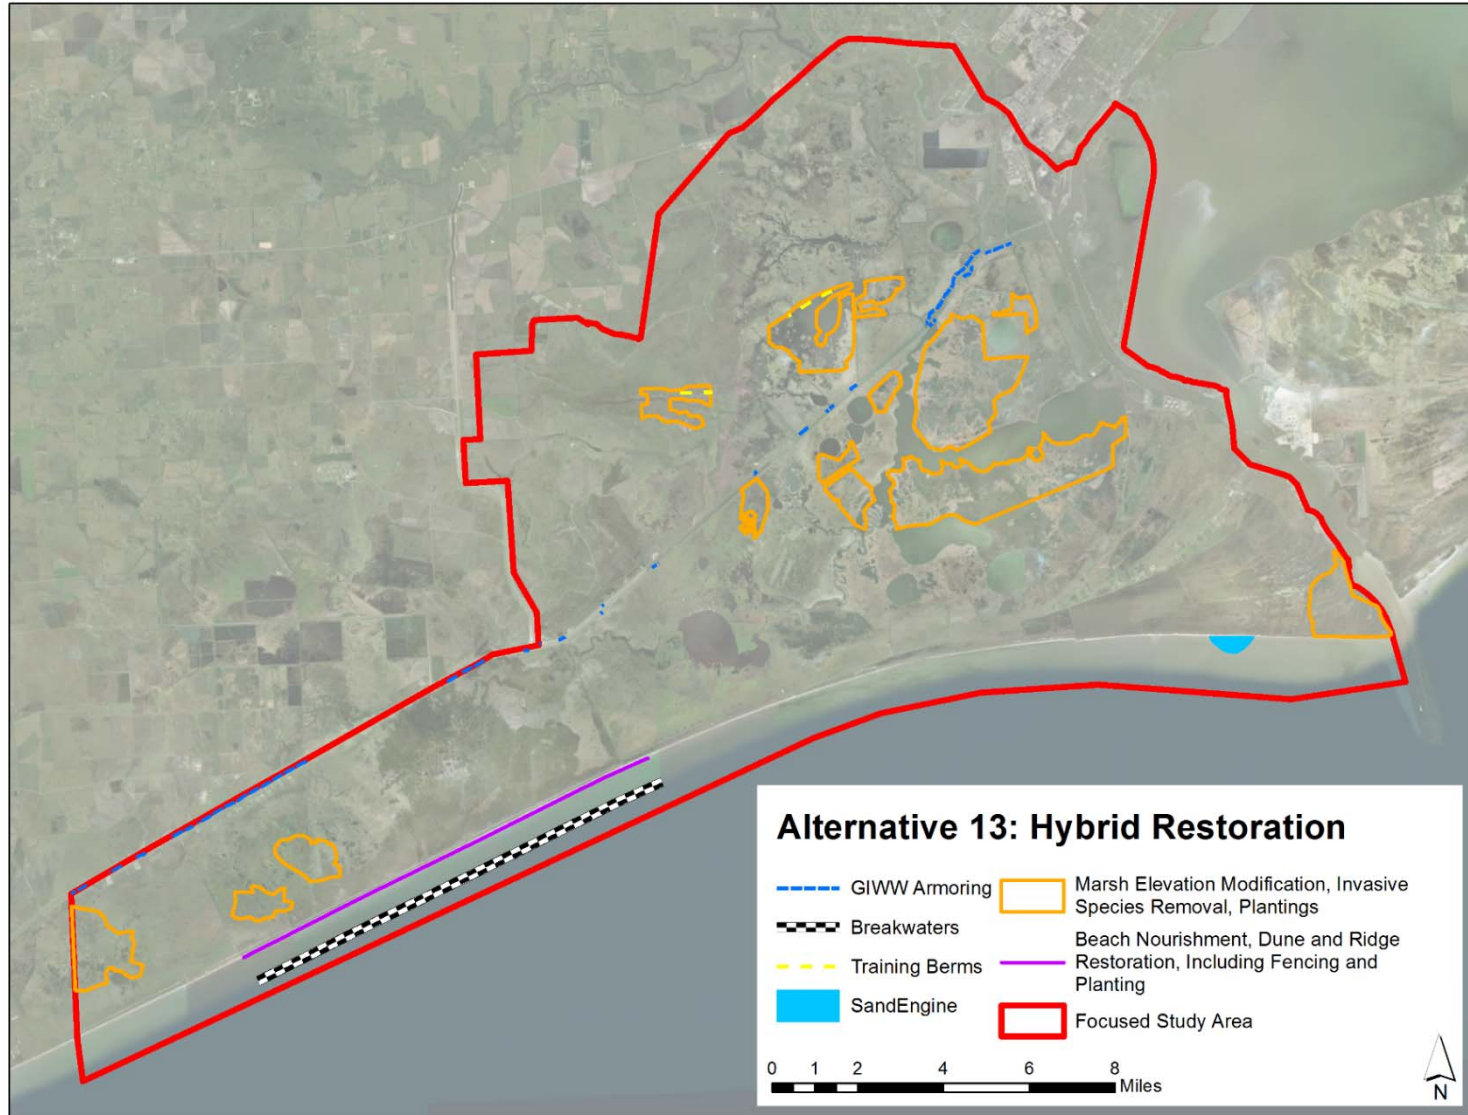 Alternative 13: Hybrid Restoration
GIWW Armoring
Breakwaters
Training Berms
SandEngine
Marsh Elevation Modification, Invasive
Species Removal, Plantings
Beach Nourishment, Dune and Ridge
Restoration, Including Fencing and
Planting
Focused Study Area
0 1 2 4 6 8
Miles
N